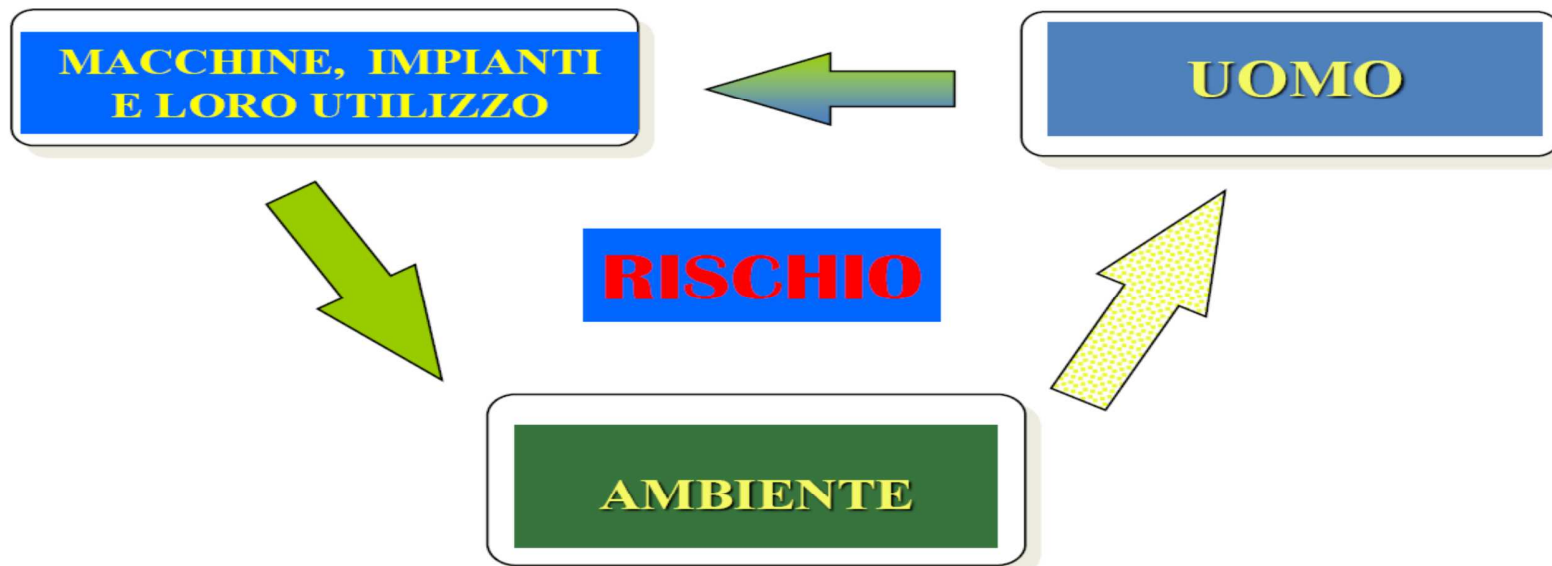 MACCHINE, IMPIANTI
E LORO UTILIZZO
UOMO
RISCHIO
AMBIENTE